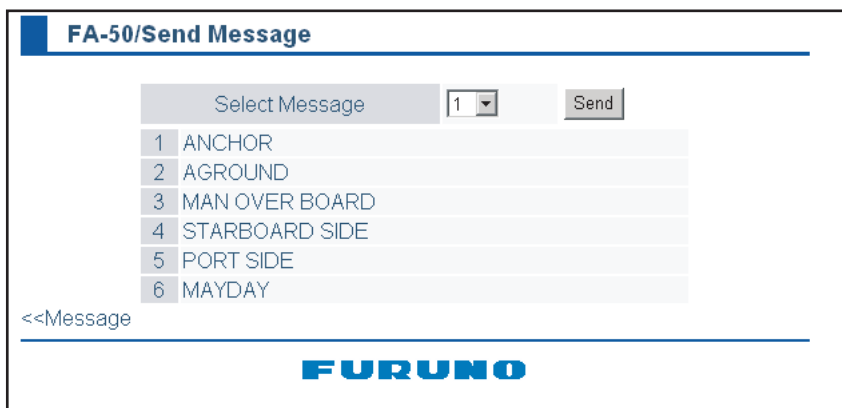 FA-50/Send Message
Select Message 1 Send
1 ANCHOR
2 AGROUND
3 MAN OVER BOARD
4 STARBOARD SIDE
5 PORT SIDE
6 MAYDAY
<<Message
FURUNO